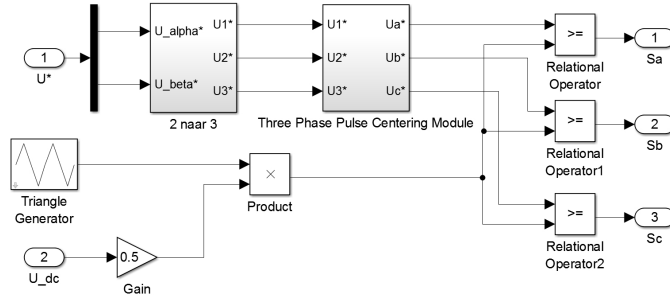 1
U*
U_alpha*
U_beta*
U1*
U2*
U3*
2 naar 3
U1*
U2*
U3*
Ua*
Ub*
Uc*
Three Phase Pulse Centering Module
>=
Relational
Operator
1
Sa
>=
Relational
Operator1
2
Sb
>=
Relational
Operator2
3
Sc
Triangle
Generator
×
Product
2
U_dc
0.5
Gain